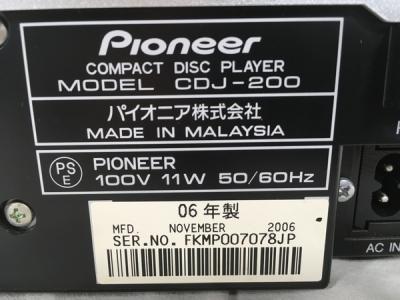 Pioneer
COMPACT DISC PLAYER
MODEL CDJ-200
パイオニア株式会社
MADE IN MALAYSIA
PS
E
PIONEER
100V 11W 50/60Hz
06年製
MFD. NOVEMBER 2006
SER.NO. FKMP007078JP
AC IN